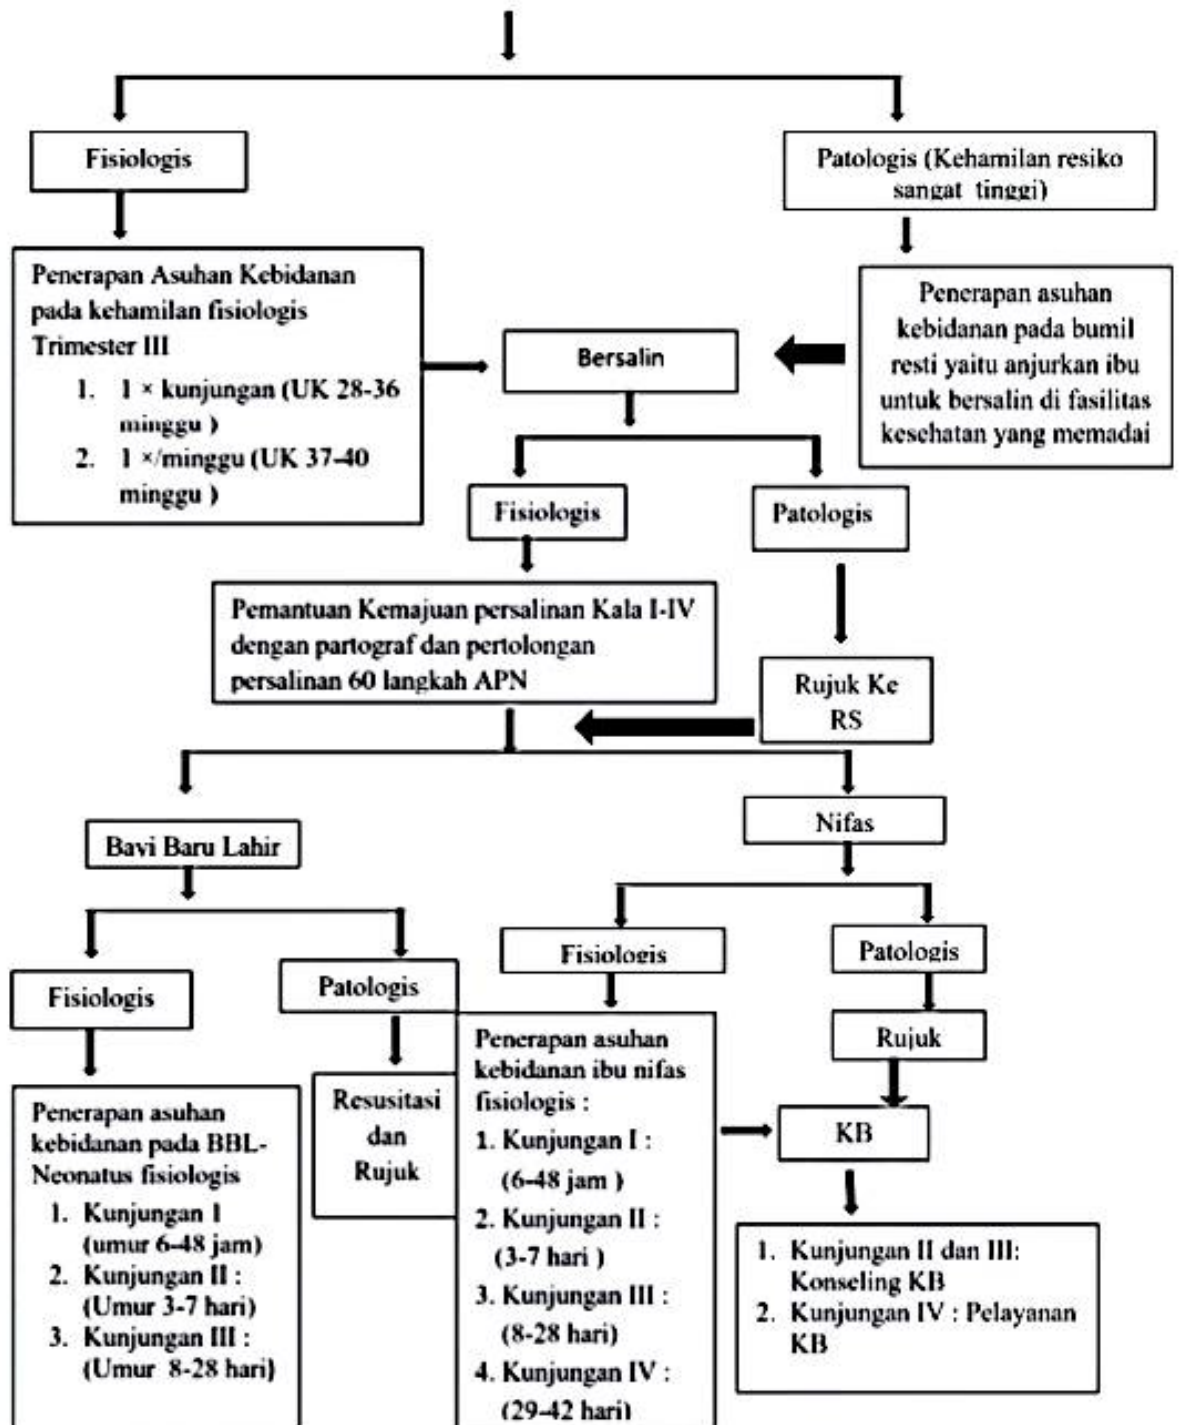 Fisiologis
Patologis (Kehamilan resiko
sangat tinggi)
Penerapan Asuhan Kebidanan
pada kehamilan fisiologis
Trimester III
1. 1 × kunjungan (UK 28-36
minggu )
2. 1 ×/minggu (UK 37-40
minggu )
Bersalin
Penerapan asuhan
kebidanan pada bumil
resti yaitu anjurkan ibu
untuk bersalin di fasilitas
kesehatan yang memadai
Fisiologis
Patologis
Pemantuan Kemajuan persalinan Kala I-IV
dengan partograf dan pertolongan
persalinan 60 langkah APN
Rujuk Ke
RS
Bayi Baru Lahir
Nifas
Fisiologis
Patologis
Fisiologis
Patologis
Penerapan asuhan
kebidanan pada BBL-
Neonatus fisiologis
1. Kunjungan 1
(umur 6-48 jam)
2. Kunjungan II :
(Umur 3-7 hari)
3. Kunjungan III :
(Umur 8-28 hari)
Resusitasi
dan
Rujuk
Penerapan asuhan
kebidanan ibu nifas
fisiologis :
1. Kunjungan I :
(6-48 jam )
2. Kunjungan II :
(3-7 hari )
3. Kunjungan III :
(8-28 hari)
4. Kunjungan IV :
(29-42 hari)
Rujuk
KB
1. Kunjungan II dan III:
Konseling KB
2. Kunjungan IV : Pelayanan
KB